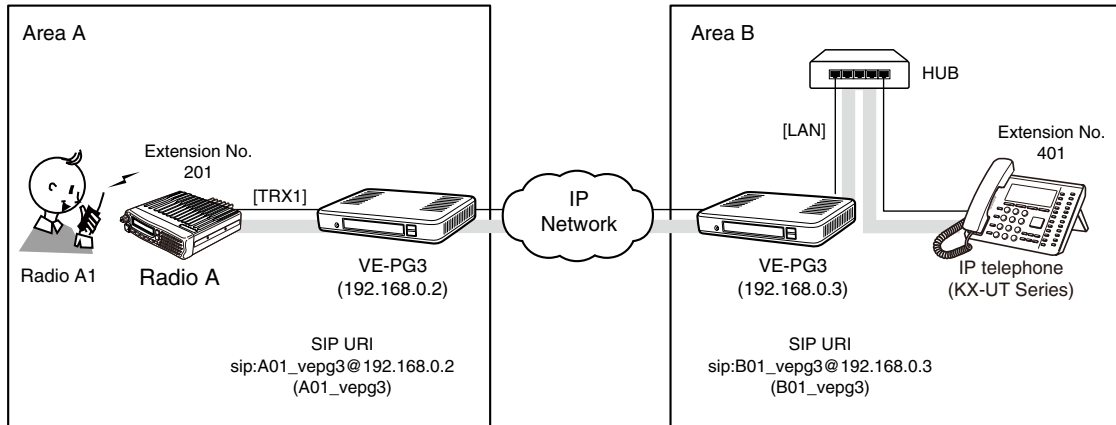 Area A
Extension No.
201
[TRX1]
Radio A1
Radio A
VE-PG3
(192.168.0.2)
SIP URI
sip:A01_vepg3@192.168.0.2
(A01_vepg3)
IP
Network
Area B
HUB
[LAN]
Extension No.
401
VE-PG3
(192.168.0.3)
IP telephone
(KX-UT Series)
SIP URI
sip:B01_vepg3@192.168.0.3
(B01_vepg3)